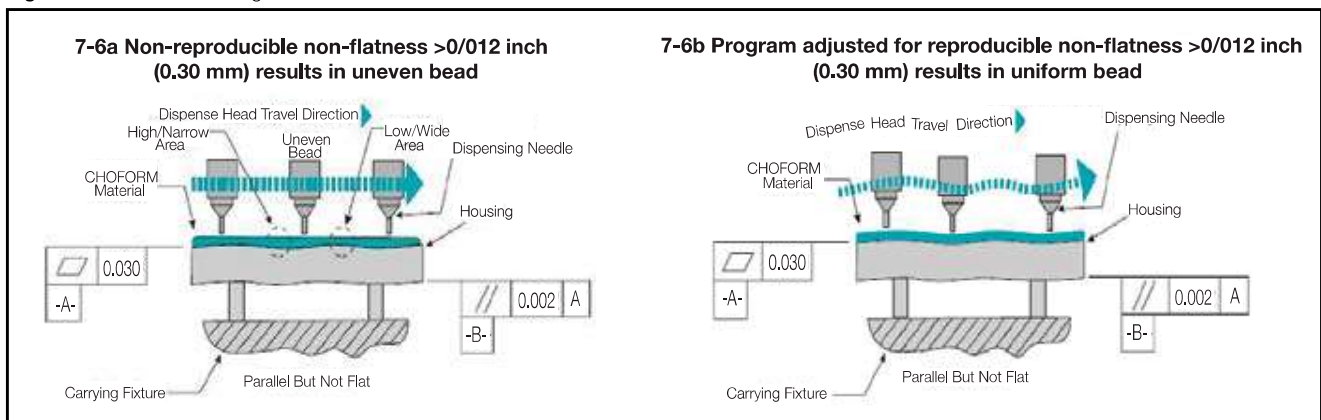 7-6a Non-reproducible non-flatness >0/012 inch
(0.30 mm) results in uneven bead
Dispense Head Travel Direction
High/Narrow
Area
Uneven
Bead
Low/Wide
Area
Dispensing Needle
CHOFORM
Material
Housing
0.030
-A-
// 0.002 A
-B-
Carrying Fixture
Parallel But Not Flat
7-6b Program adjusted for reproducible non-flatness >0/012 inch
(0.30 mm) results in uniform bead
Dispense Head Travel Direction
Dispensing Needle
CHOFORM
Material
Housing
0.030
-A-
// 0.002 A
-B-
Carrying Fixture
Parallel But Not Flat